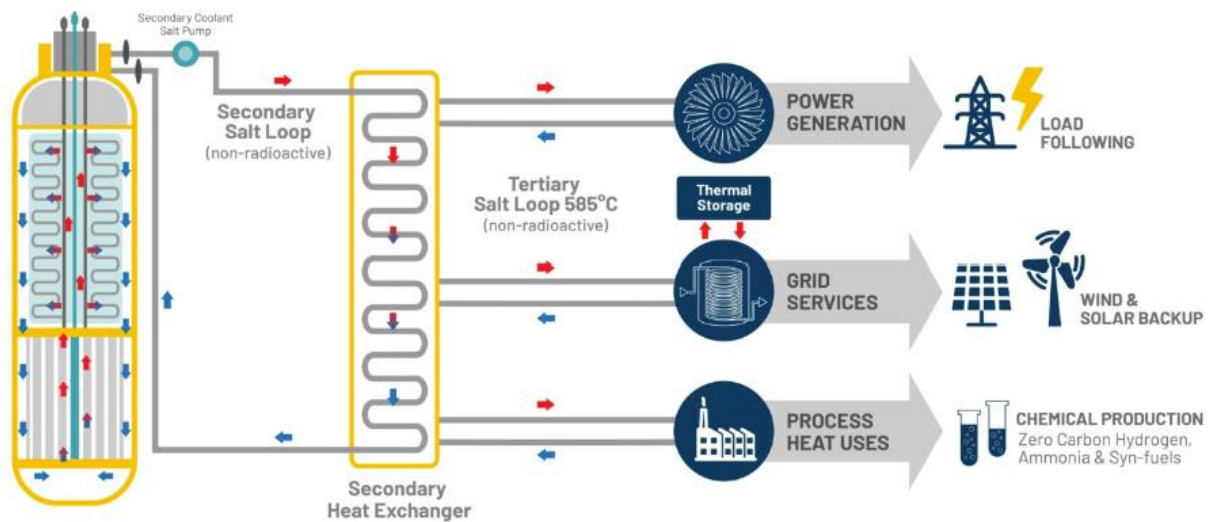 Secondary Coolant
Salt Pump
Secondary
Salt Loop
(non-radioactive)
Secondary
Heat Exchanger
Tertiary
Salt Loop 585°C
(non-radioactive)
POWER
GENERATION
LOAD
FOLLOWING
Thermal
Storage
GRID
SERVICES
WIND &
SOLAR BACKUP
PROCESS
HEAT USES
CHEMICAL PRODUCTION
Zero Carbon Hydrogen,
Ammonia & Syn-fuels